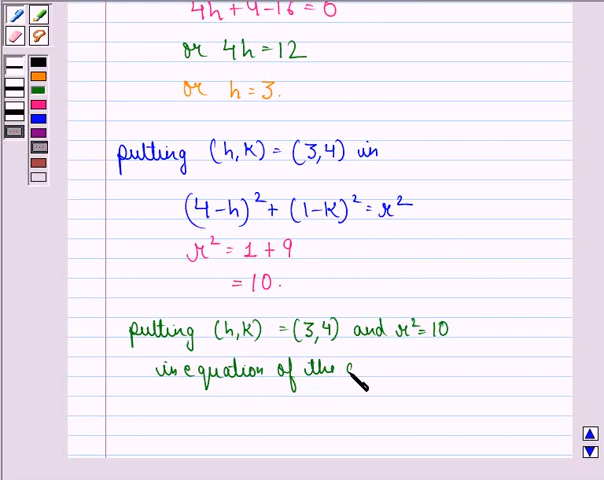 4h+4-16=0
or 4h=12
or h=3.
putting (h,k)=(3,4) in
(4-h)²+(1-k)²=r²
r²=1+9
=10.
putting (h,k) =(3,4) and r²=10
in equation of the c